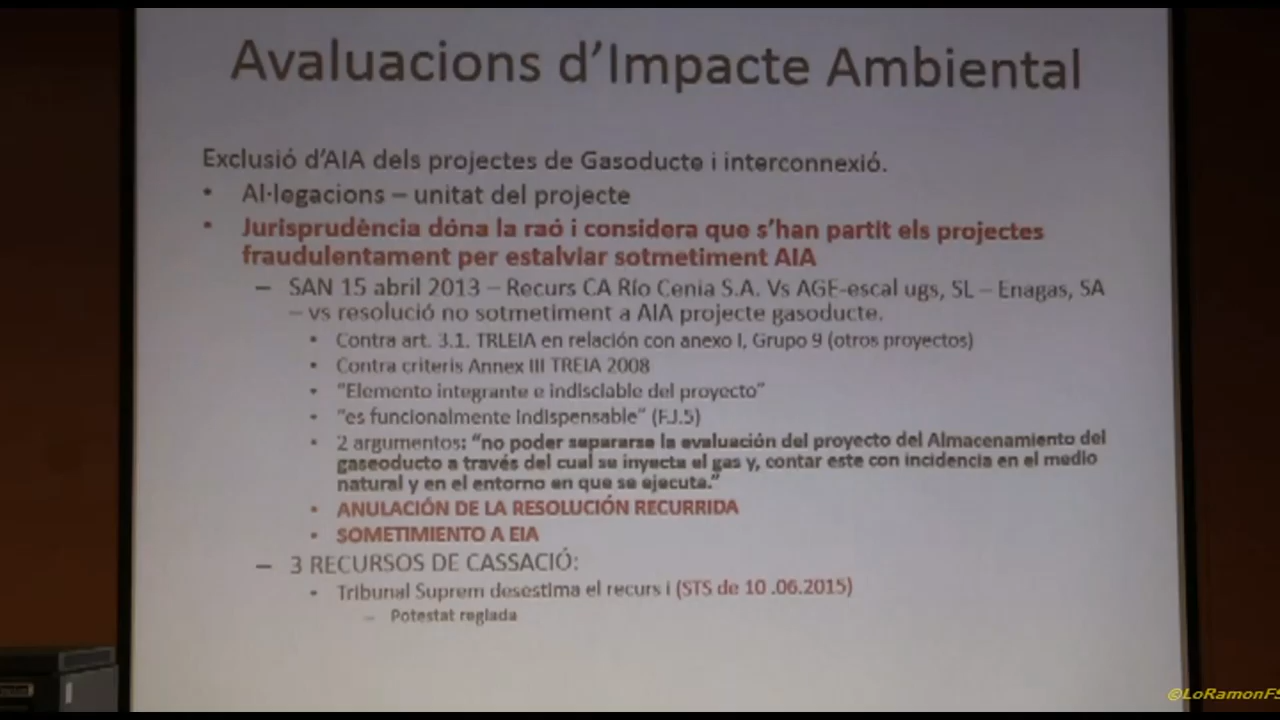 Avaluacions d'Impacte Ambiental
Exclusió d'AIA dels projectes de Gasoducte i interconnexió.
• Al·legacions – unitat del projecte
• Jurisprudència dóna la raó i considera que s'han partit els projectes
fraudulentament per estalviar sotmetiment AIA
– SAN 15 abril 2013 – Recurs CA Río Cenia S.A. Vs AGE-escal ugs, SL – Enagas, SA
– vs resolució no sotmetiment a AIA projecte gasoducte.
• Contra art. 3.1. TRLEIA en relación con anexo I, Grupo 9 (otros proyectos)
• Contra criteris Annex III TREIA 2008
• "Elemento integrante e indisciable del proyecto"
• "es funcionalmente indispensable" (FJ.5)
• 2 argumentos: "no poder separarse la evaluación del proyecto del Almacenamiento del
gaseoducto a través del cual se inyecta el gas y, contar este con incidencia en el medio
natural y en el entorno en que se ejecuta."
• ANULACIÓN DE LA RESOLUCIÓN RECURRIDA
• SOMETIMIENTO A EIA
– 3 RECURSOS DE CASSACIÓ:
• Tribunal Suprem desestima el recurs i (STS de 10 .06.2015)
– Potestat reglada
©LoRamonFS